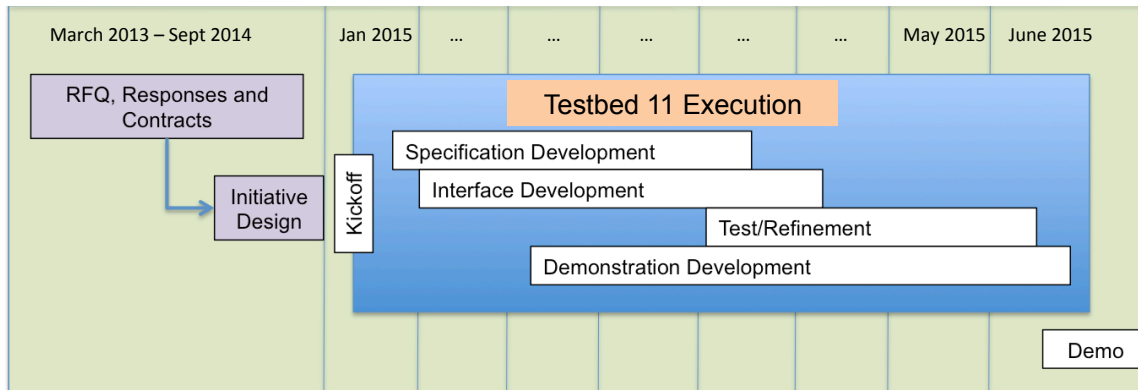 March 2013 – Sept 2014
Jan 2015
...
...
...
...
...
May 2015
June 2015
RFQ, Responses and
Contracts
Testbed 11 Execution
Specification Development
Kickoff
Initiative
Design
Interface Development
Test/Refinement
Demonstration Development
Demo